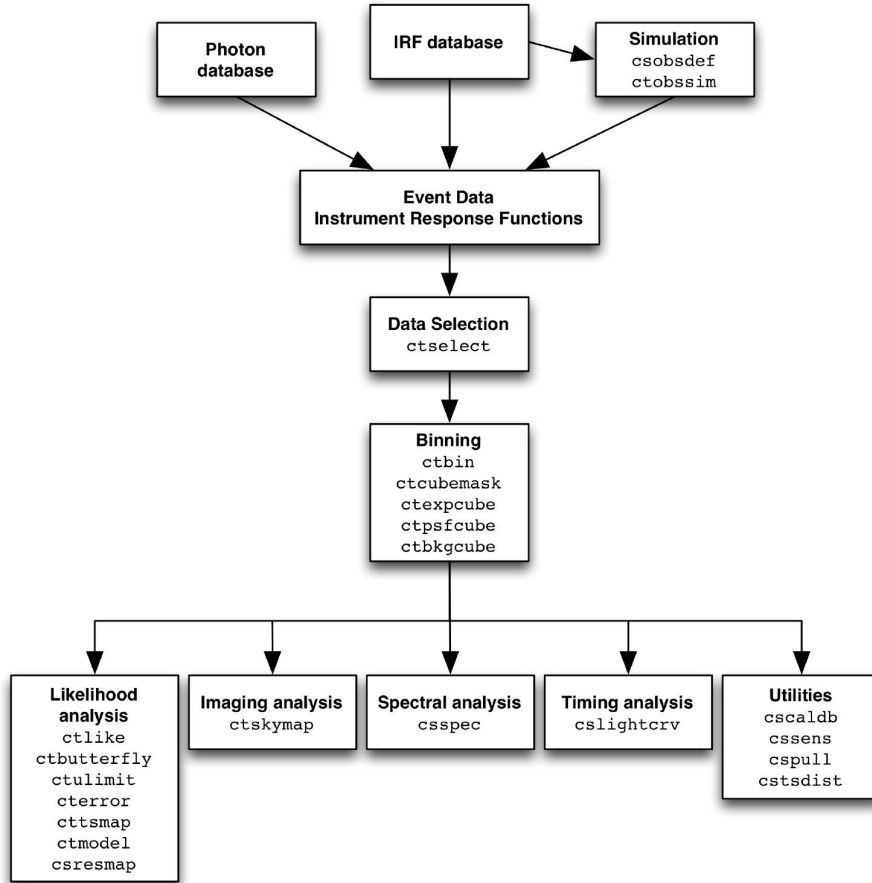 Photon
database
IRF database
Simulation
csobsdef
ctobssim
Event Data
Instrument Response Functions
Data Selection
ctselect
Binning
ctbin
ctcubemask
ctexpcube
ctpsfcube
ctbkgcube
Likelihood
analysis
ctlike
ctbutterfly
ctulimit
cterror
cttsmap
ctmodel
csresmap
Imaging analysis
ctskymap
Spectral analysis
csspec
Timing analysis
cslightcrv
Utilities
cscaldb
cssens
cspull
cstsdist